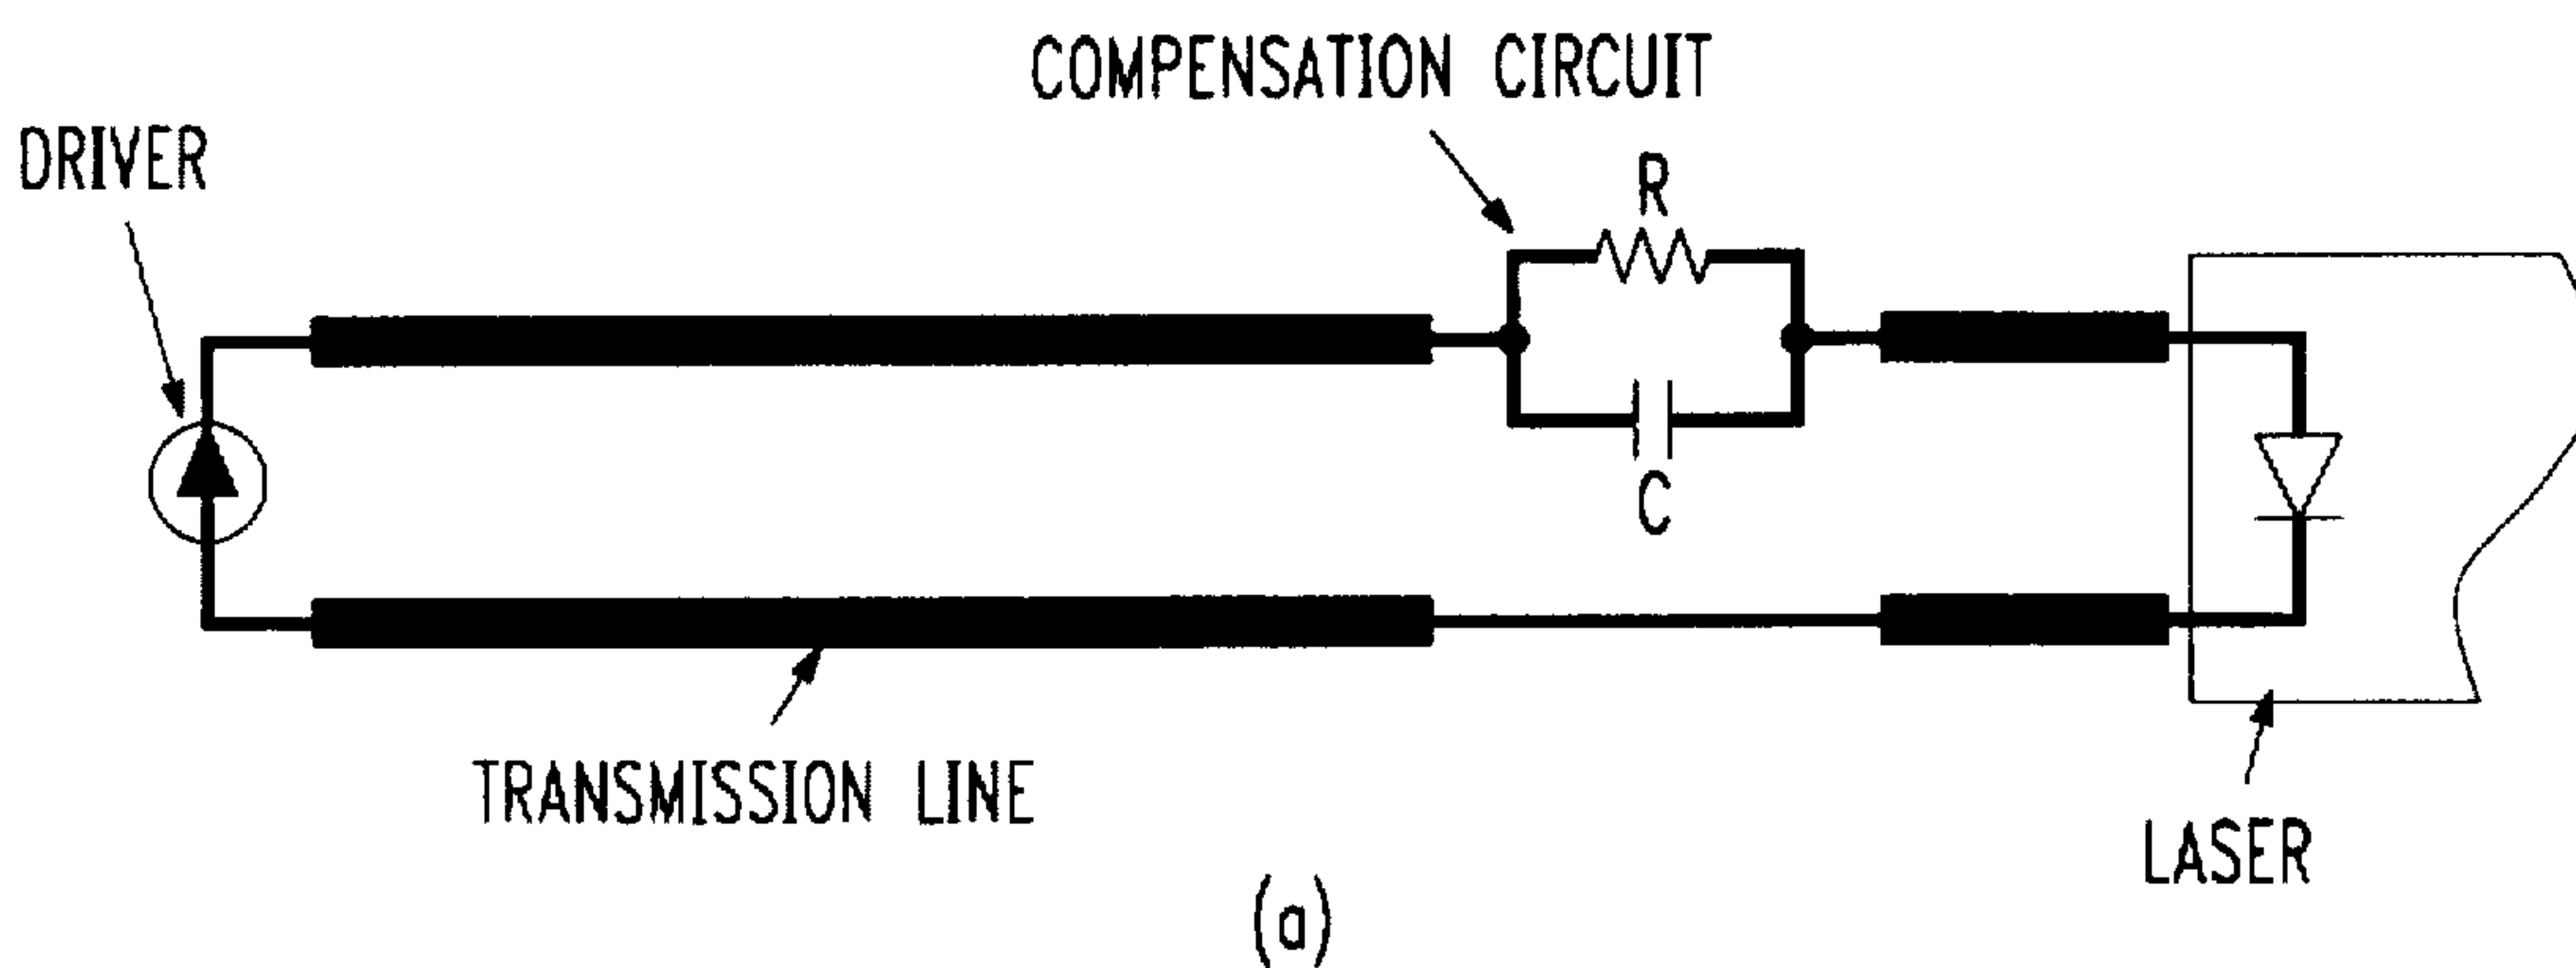 COMPENSATION CIRCUIT
DRIVER
R
C
TRANSMISSION LINE
LASER
(a)